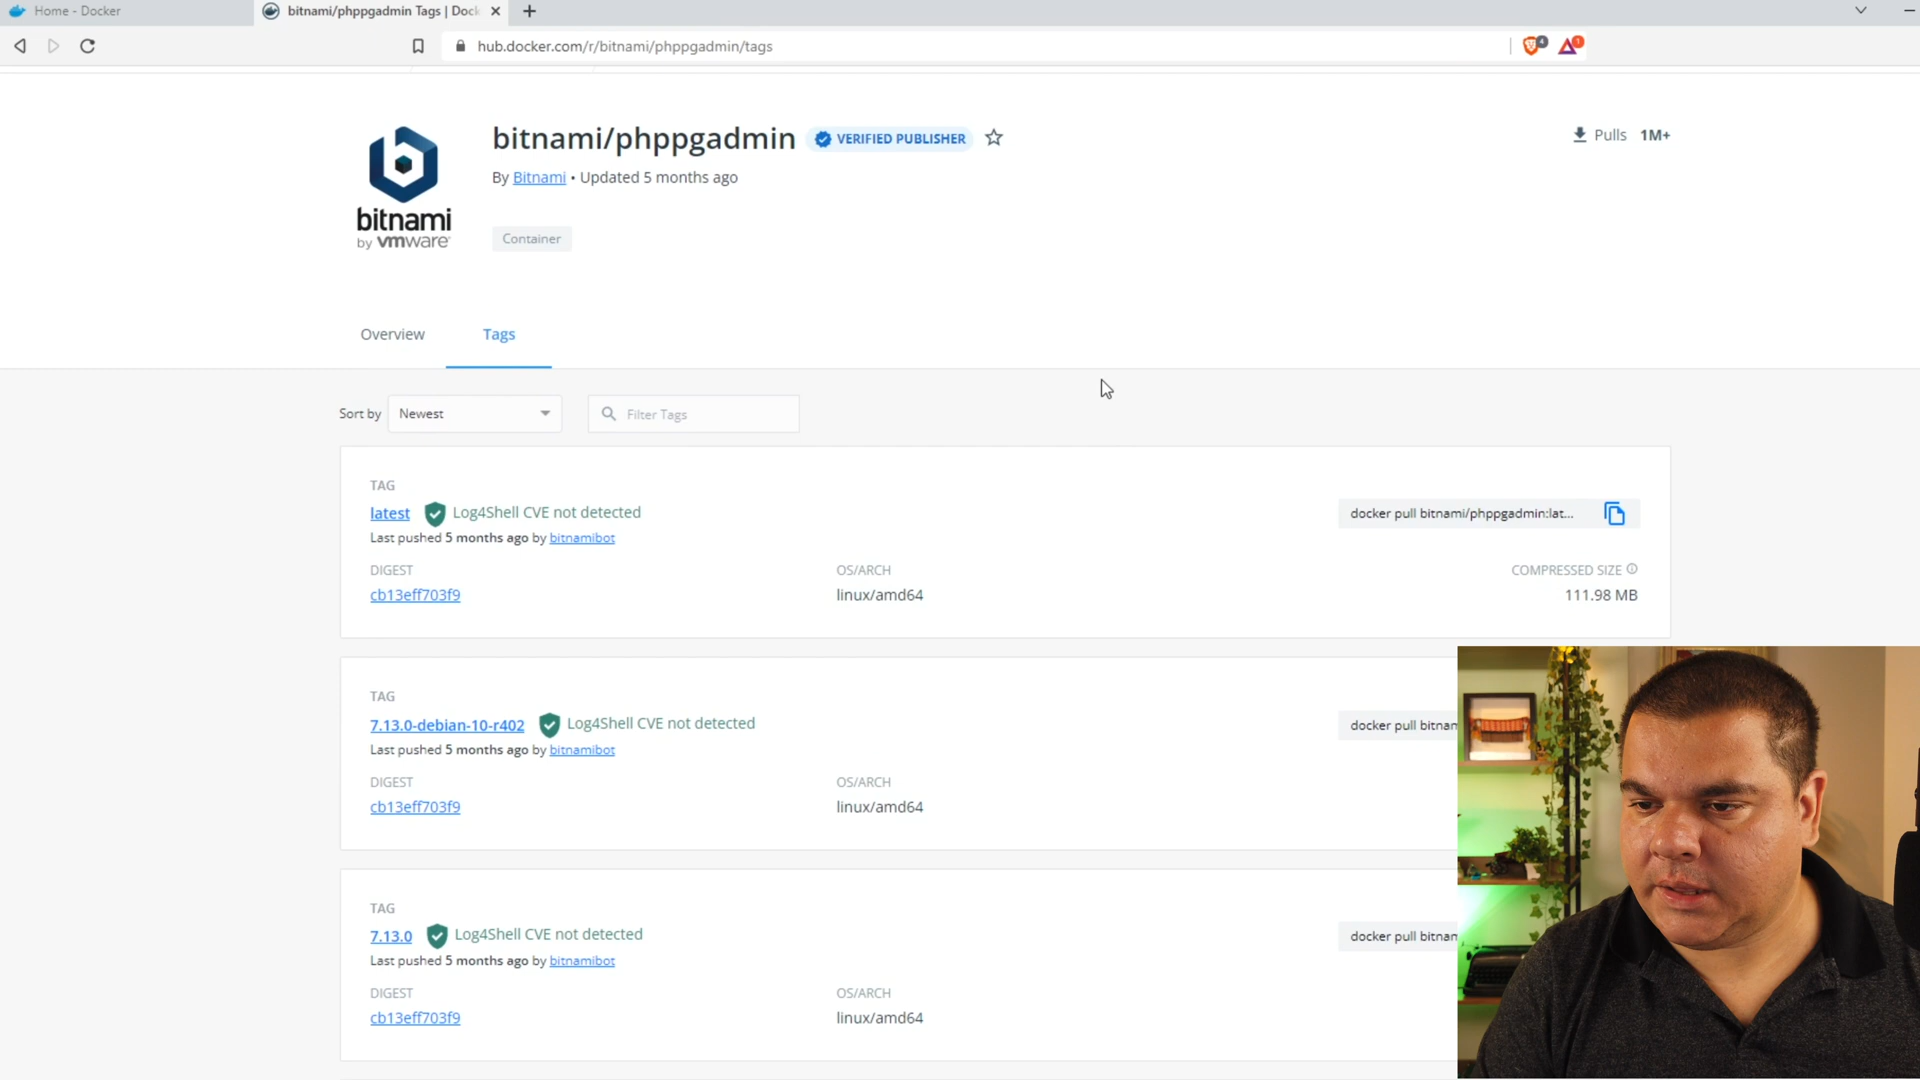 Home - Docker
bitnami/phppgadmin Tags | Dock
hub.docker.com/r/bitnami/phppgadmin/tags
4
1
bitnami
by vmware
bitnami/phppgadmin
VERIFIED PUBLISHER
By Bitnami • Updated 5 months ago
Container
Pulls 1M+
Overview
Tags
Sort by
Newest
Filter Tags
TAG
latest
Log4Shell CVE not detected
docker pull bitnami/phppgadmin:lat...
Last pushed 5 months ago by bitnamibot
DIGEST
OS/ARCH
COMPRESSED SIZE
cb13eff703f9
linux/amd64
111.98 MB
TAG
7.13.0-debian-10-r402
Log4Shell CVE not detected
docker pull bitnam
Last pushed 5 months ago by bitnamibot
DIGEST
OS/ARCH
cb13eff703f9
linux/amd64
TAG
7.13.0
Log4Shell CVE not detected
docker pull bitnam
Last pushed 5 months ago by bitnamibot
DIGEST
OS/ARCH
cb13eff703f9
linux/amd64